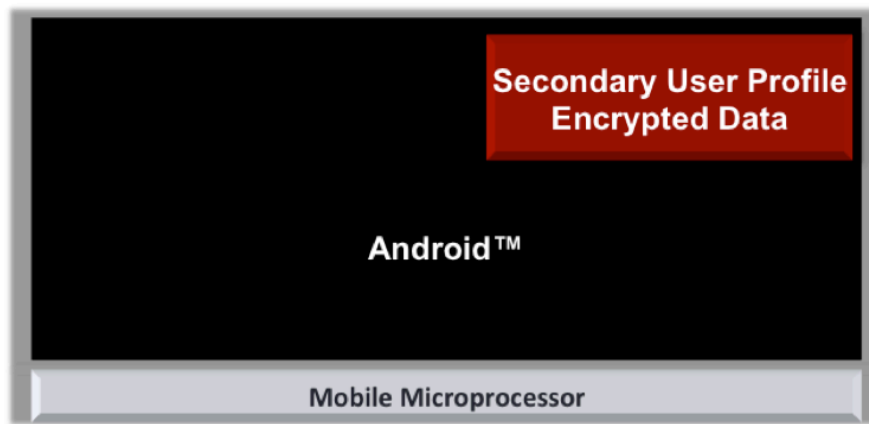 Secondary User Profile
Encrypted Data
Android™
Mobile Microprocessor